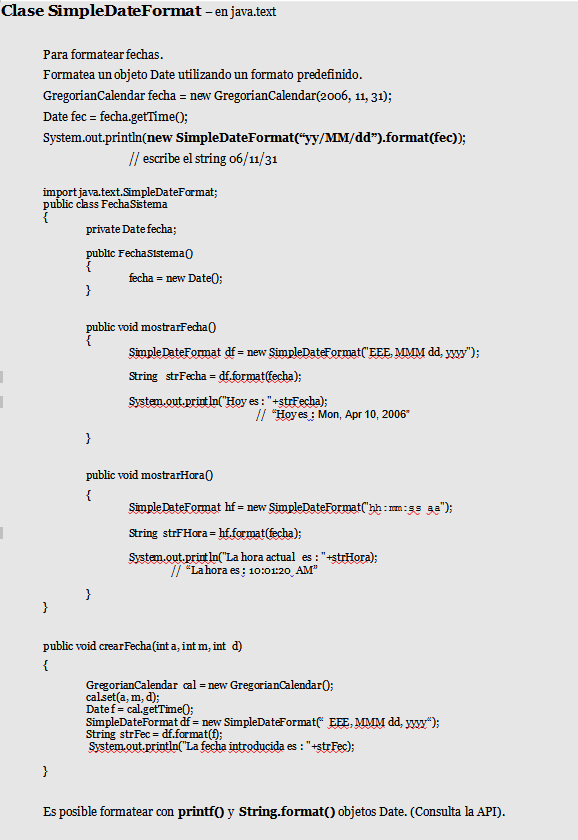 Clase SimpleDateFormat – en java.text
Para formatear fechas.
Formatea un objeto Date utilizando un formato predefinido.
GregorianCalendar fecha = new GregorianCalendar(2006, 11, 31);
Date fec = fecha.getTime();
System.out.println(new SimpleDateFormat(“yy/MM/dd”).format(fec));
// escribe el string 06/11/31
import java.text.SimpleDateFormat;
public class FechaSistema
{
private Date fecha;
public FechaSistema()
{
fecha = new Date();
}
public void mostrarFecha()
{
SimpleDateFormat df = new SimpleDateFormat("EEE, MMM dd, yyyy");
String strFecha = df.format(fecha);
System.out.println("Hoy es : "+strFecha);
// “Hoy es : Mon, Apr 10, 2006”
}
public void mostrarHora()
{
SimpleDateFormat hf = new SimpleDateFormat("hh:mm:ss aa");
String strFHora = hf.format(fecha);
System.out.println("La hora actual es : "+strHora);
// “La hora es : 10:01:20 AM”
}
}
public void crearFecha(int a, int m, int d)
{
GregorianCalendar cal = new GregorianCalendar();
cal.set(a, m, d);
Date f = cal.getTime();
SimpleDateFormat df = new SimpleDateFormat(“ EEE, MMM dd, yyyy“);
String strFec = df.format(f);
System.out.println("La fecha introducida es : "+strFec);
}
Es posible formatear con printf() y String.format() objetos Date. (Consulta la API).